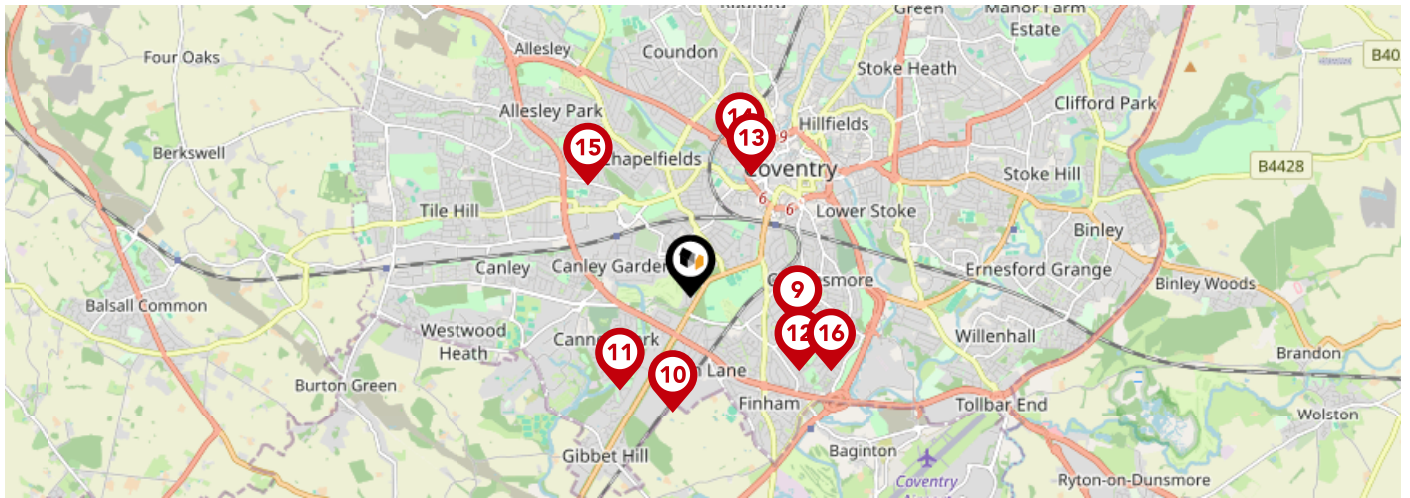 Green
Manor Farm
Estate
Four Oaks
Allesley
Coundon
Stoke Heath
B40
Allesley Park
14
13
9
Hillfields
Clifford Park
15
Chapelfields
Coventry
Berkswell
B4428
Stoke Hill
6
6
Tile Hill
Lower Stoke
Binley
Canley
Ernesford Grange
Binley Woods
Balsall Common
9
12
16
Westwood
Heath
Willenhall
11
10
Brandon
Burton Green
Finham
Tollbar End
Wolston
Gibbet Hill
Baginton
Coventry
Ryton-on-Dunsmore